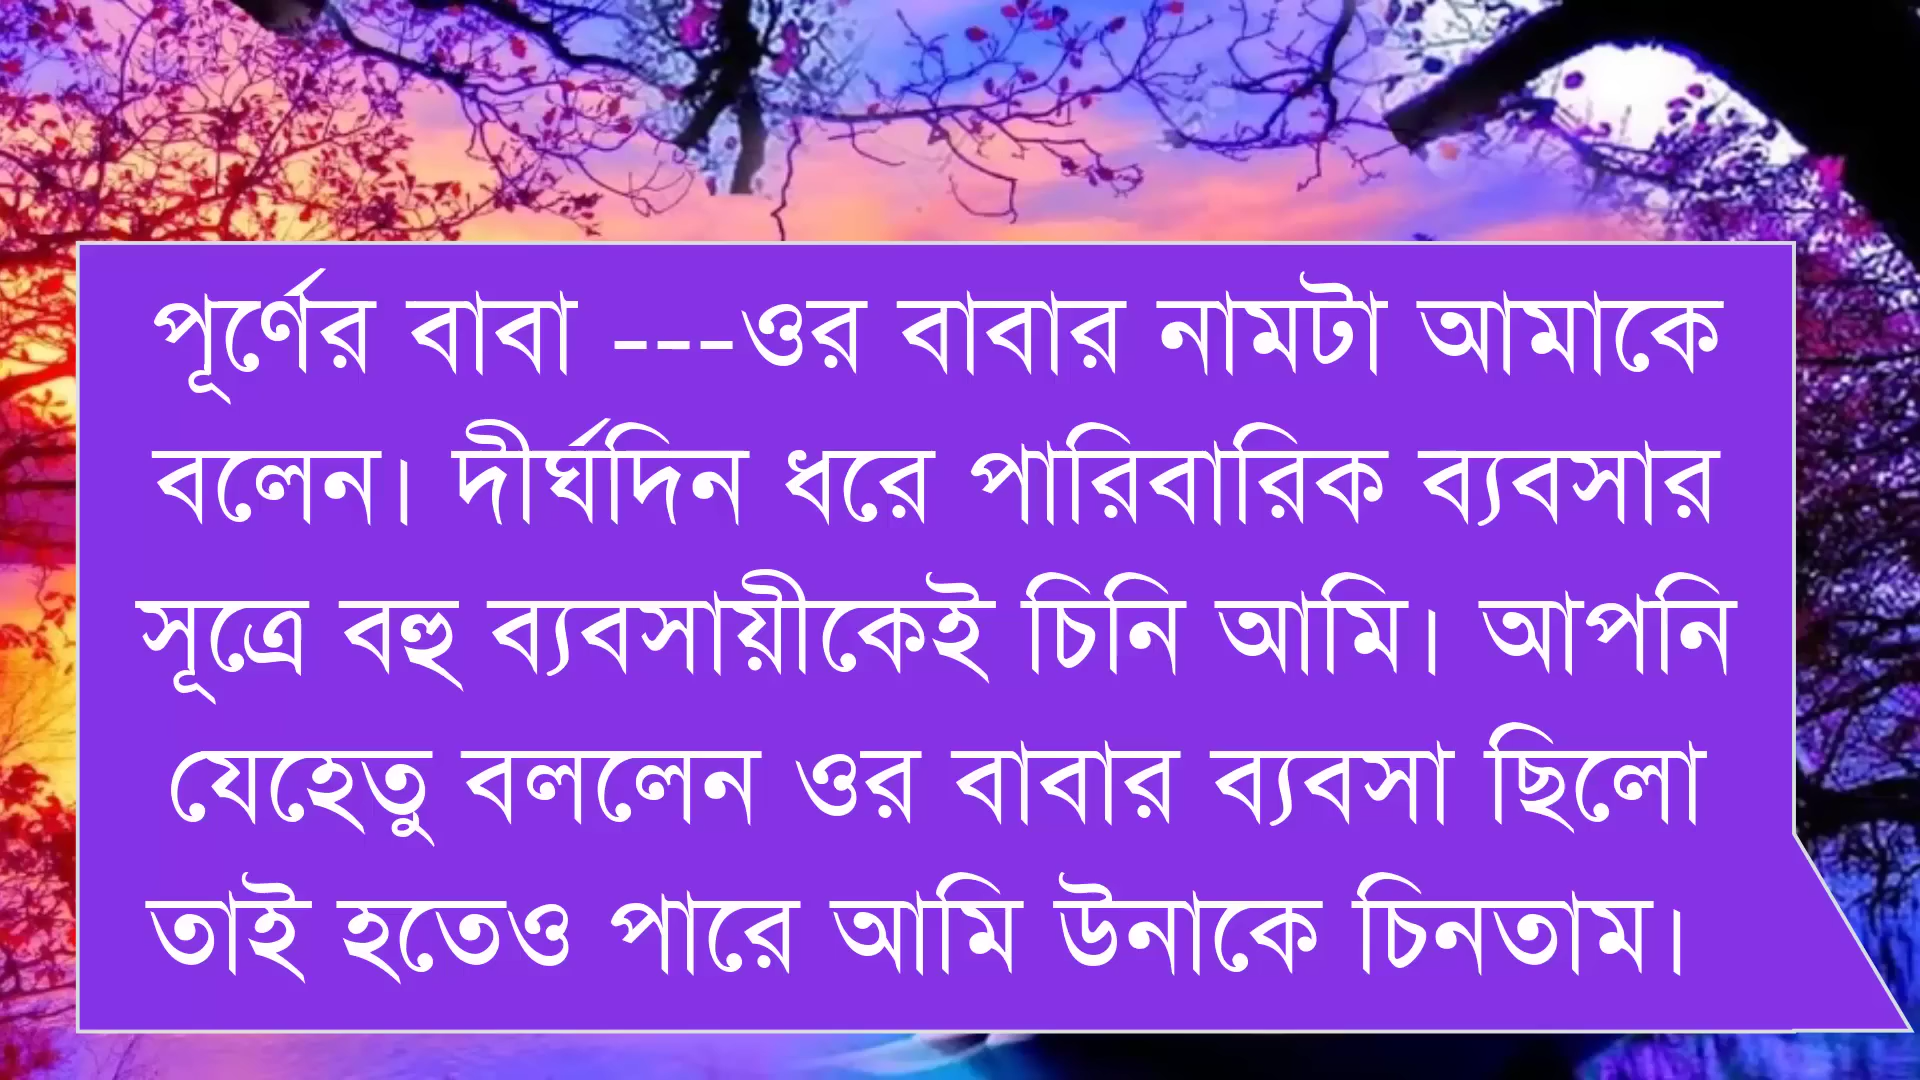 পূর্ণের বাবা ---ওর বাবার নামটা আমাকে
বলেন। দীর্ঘদিন ধরে পারিবারিক ব্যবসার
সূত্রে বহু ব্যবসায়ীকেই চিনি আমি। আপনি
যেহেতু বললেন ওর বাবার ব্যবসা ছিলো
তাই হতেও পারে আমি উনাকে চিনতাম।